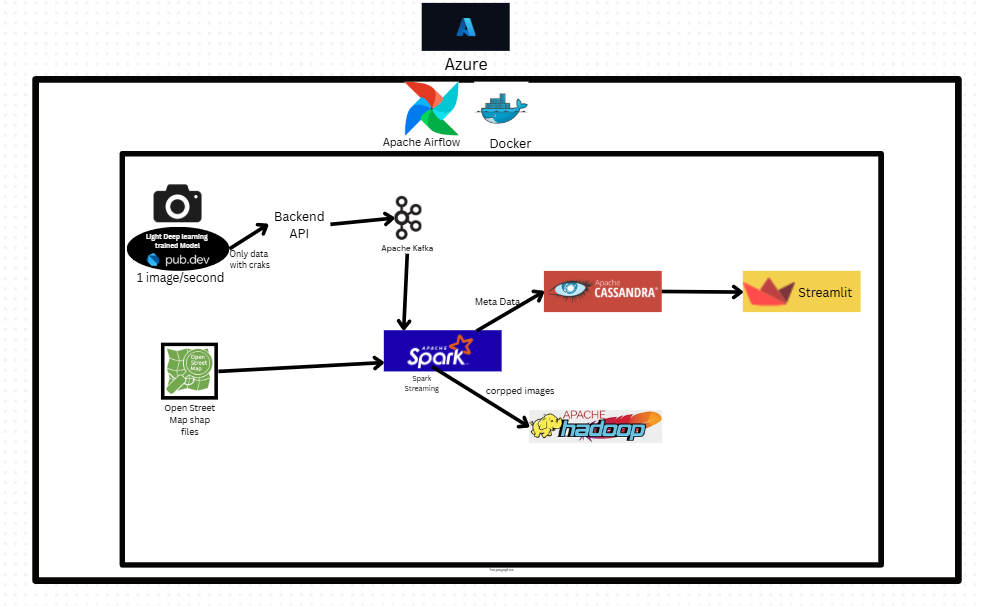 Azure
Apache Airflow
Docker
Light Deep learning
trained Model
pub.dev
1 image/second
Only data
with craks
Backend
API
Apache Kafka
Meta Data
Apache
CASSANDRA
Streamlit
APACHE
Spark
Spark
Streaming
Open
Street
Map
Open Street
Map shap
files
corpped images
APACHE
hadoop